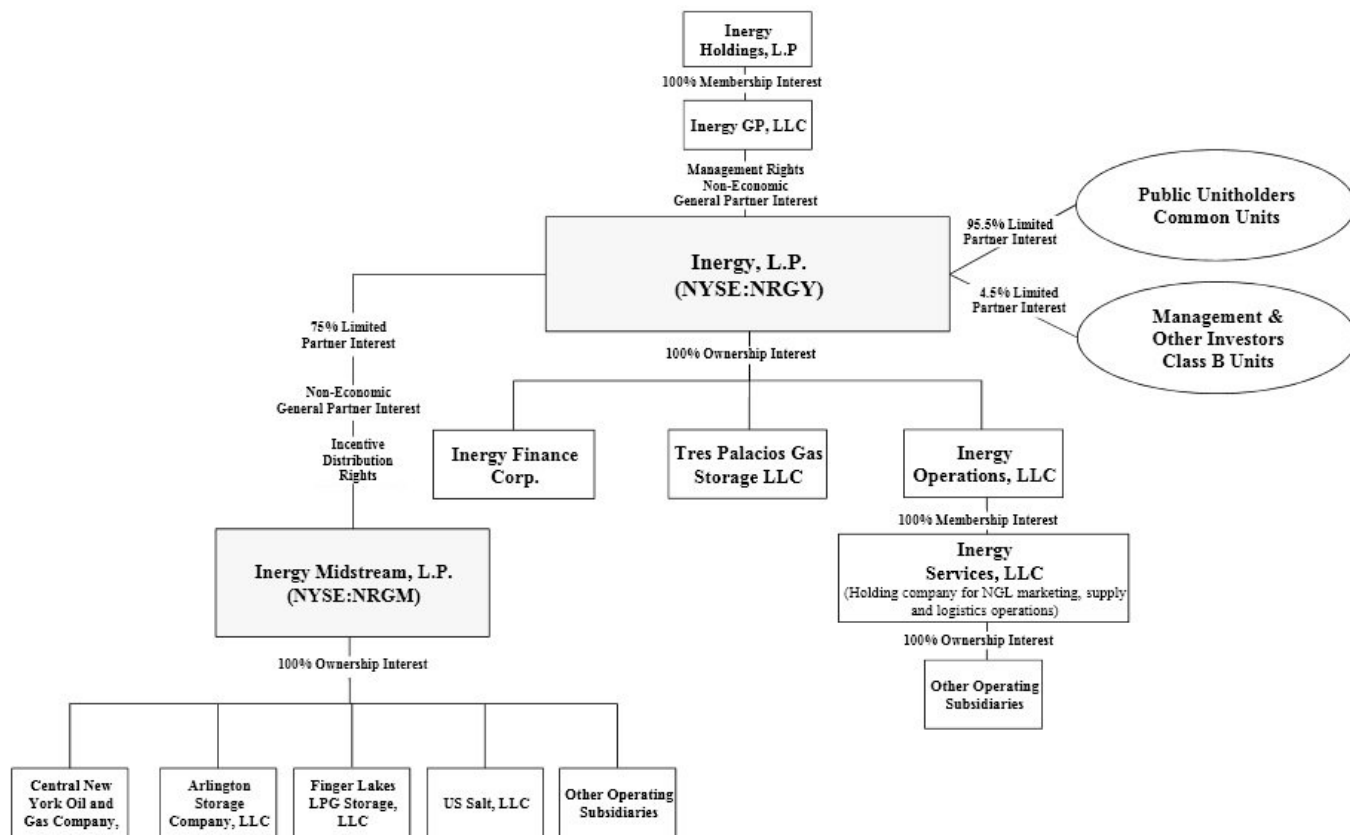 Inergy
Holdings, L.P
100% Membership Interest
Inergy GP, LLC
Management Rights
Non-Economic
General Partner Interest
Public Unitholders
Common Units
95.5% Limited
Partner Interest
Inergy, L.P.
(NYSE:NRGY)
4.5% Limited
Partner Interest
Management &
Other Investors
Class B Units
75% Limited
Partner Interest
Non-Economic
General Partner Interest
Incentive
Distribution
Rights
100% Ownership Interest
Inergy Finance
Corp.
Tres Palacios Gas
Storage LLC
Inergy
Operations, LLC
100% Membership Interest
Inergy
Services, LLC
(Holding company for NGL marketing, supply
and logistics operations)
100% Ownership Interest
Other Operating
Subsidiaries
Inergy Midstream, L.P.
(NYSE:NRGM)
100% Ownership Interest
Central New
York Oil and
Gas Company,
Arlington
Storage
Company, LLC
Finger Lakes
LPG Storage,
LLC
US Salt, LLC
Other Operating
Subsidiaries